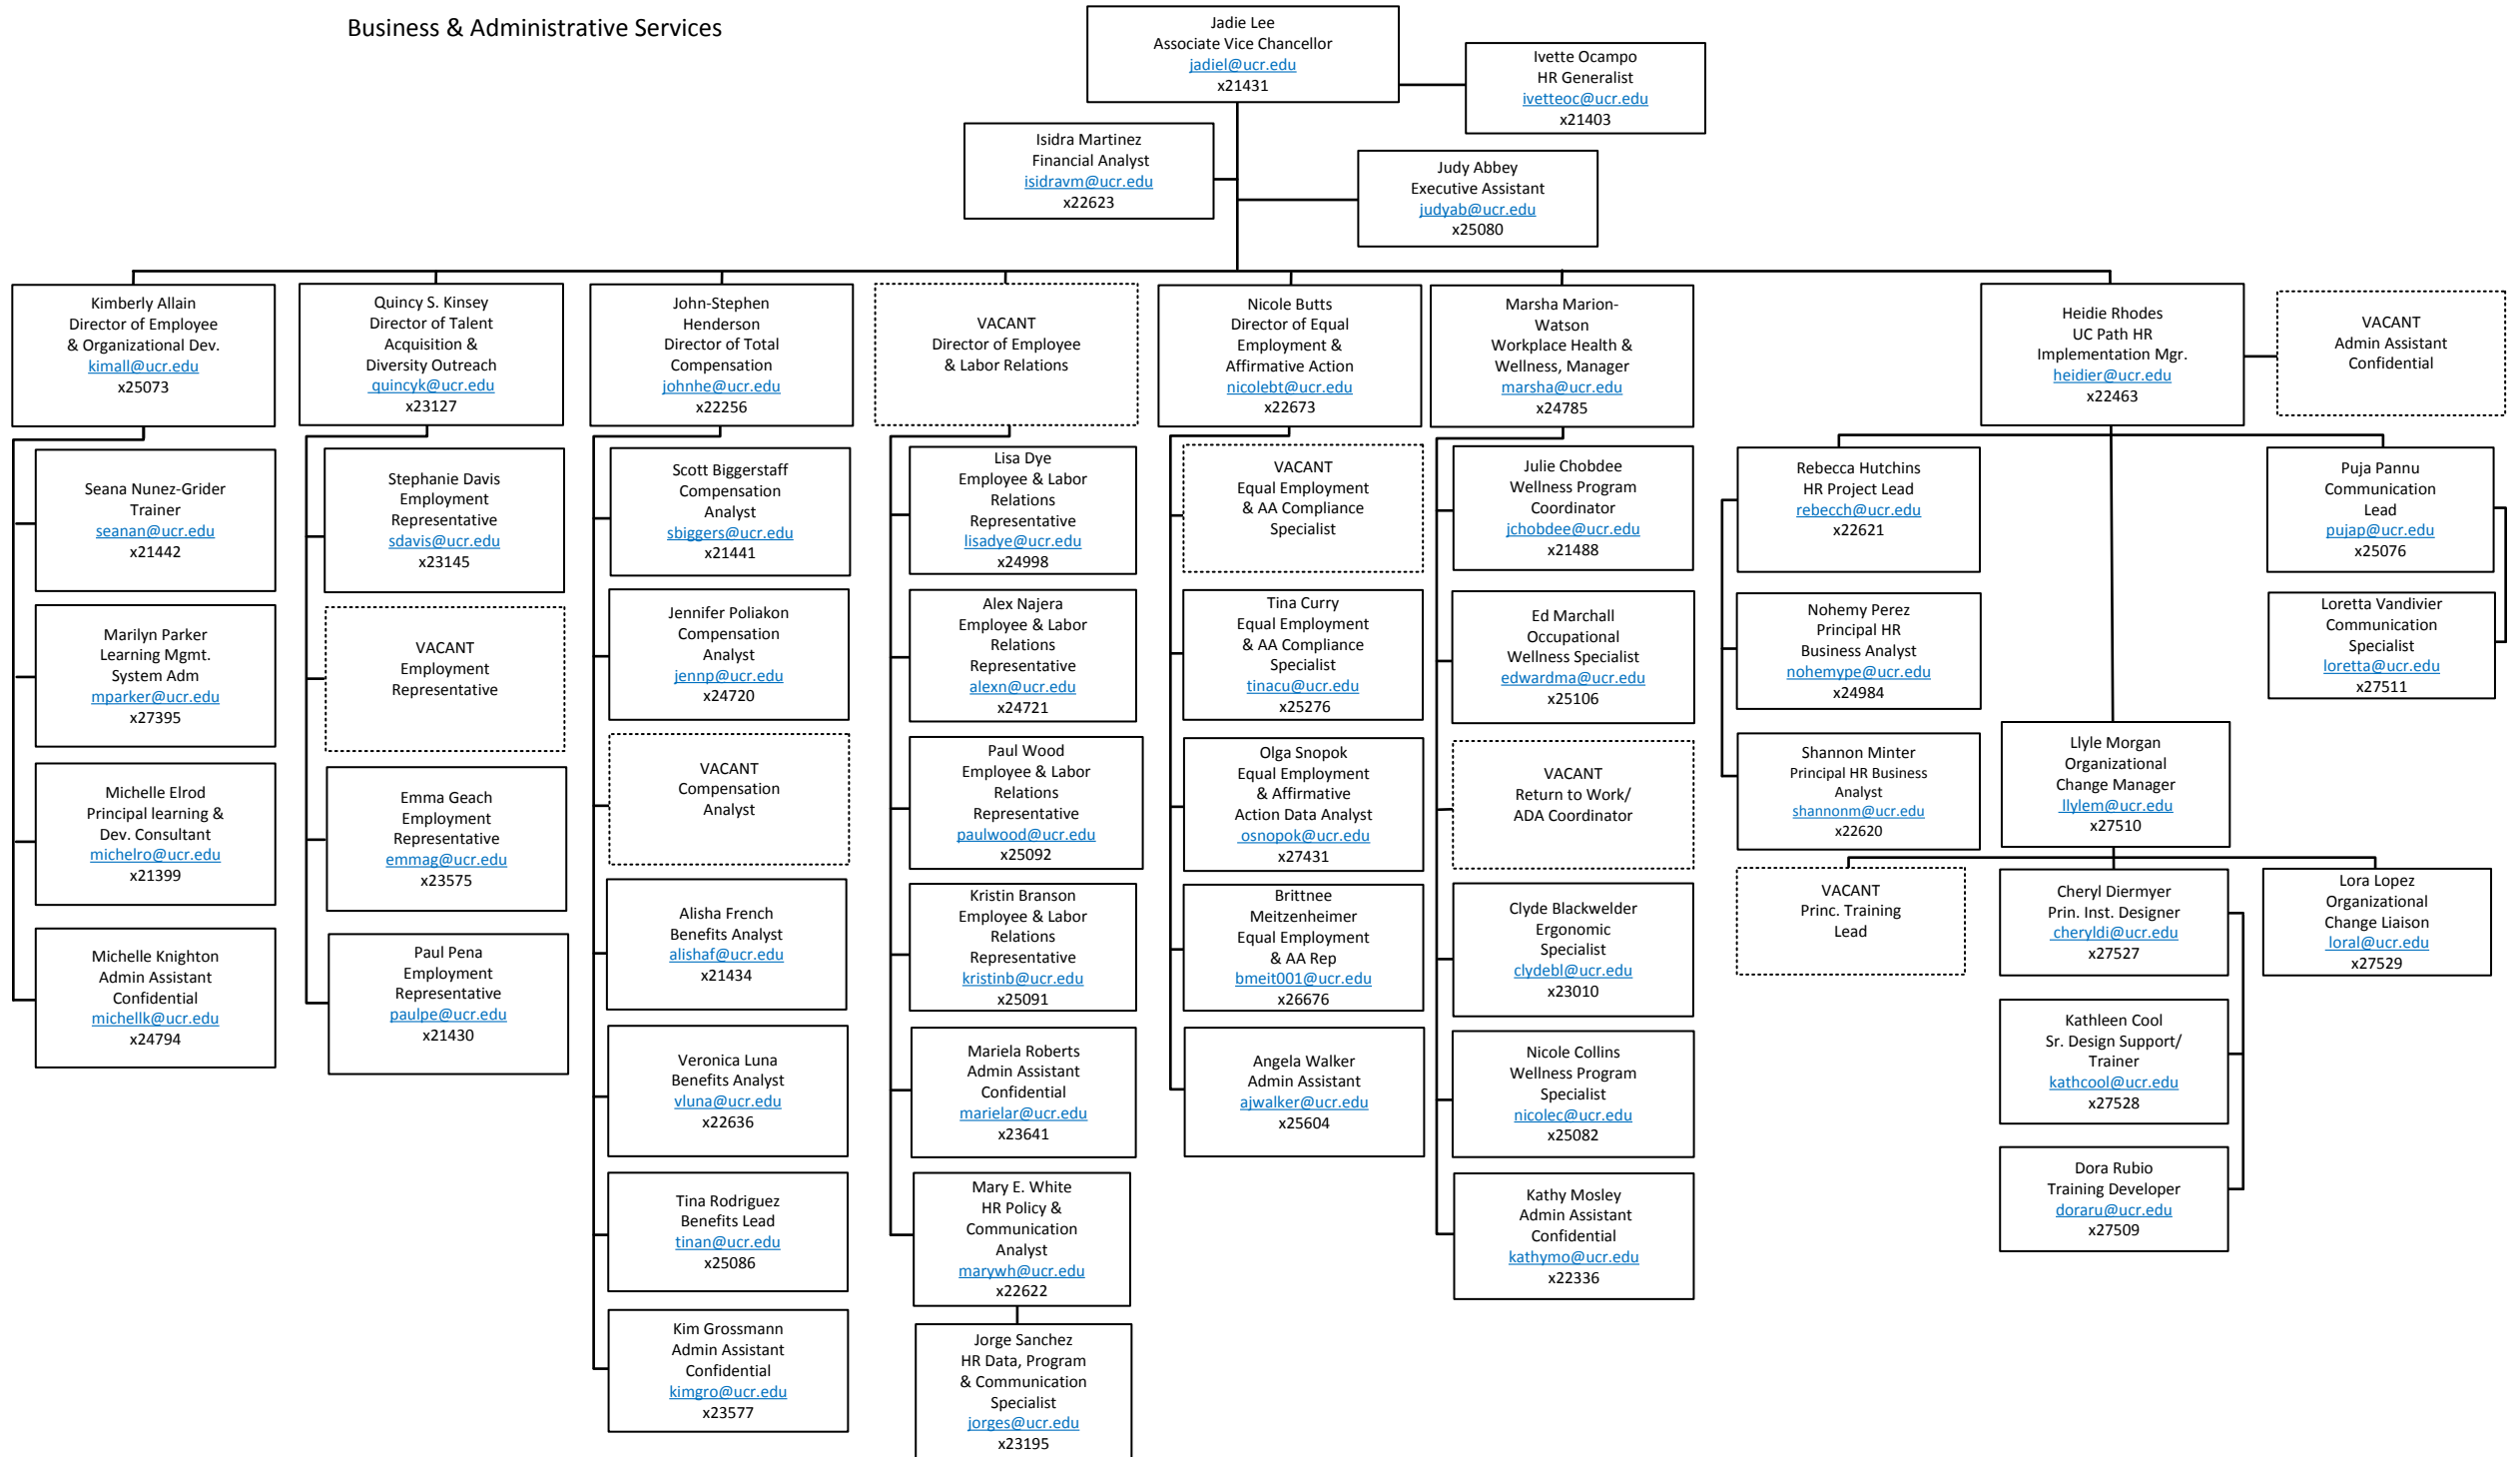 Business & Administrative Services
Jadie Lee
Associate Vice Chancellor
jadiel@ucr.edu
x21431
Ivette Ocampo
HR Generalist
ivetteoc@ucr.edu
x21403
Isidra Martinez
Financial Analyst
isidravm@ucr.edu
x22623
Judy Abbey
Executive Assistant
judyab@ucr.edu
x25080
Kimberly Allain
Director of Employee
& Organizational Dev.
kimall@ucr.edu
x25073
Seana Nunez-Grider
Trainer
seanan@ucr.edu
x21442
Marilyn Parker
Learning Mgmt.
System Adm
mparker@ucr.edu
x27395
Michelle Elrod
Principal learning &
Dev. Consultant
michelro@ucr.edu
x21399
Michelle Knighton
Admin Assistant
Confidential
michellk@ucr.edu
x24794
Quincy S. Kinsey
Director of Talent
Acquisition &
Diversity Outreach
quincyk@ucr.edu
x23127
Stephanie Davis
Employment
Representative
sdavis@ucr.edu
x23145
VACANT
Employment
Representative
Emma Geach
Employment
Representative
emmag@ucr.edu
x23575
Paul Pena
Employment
Representative
paulpe@ucr.edu
x21430
John-Stephen
Henderson
Director of Total
Compensation
johnhe@ucr.edu
x22256
Scott Biggerstaff
Compensation
Analyst
sbiggers@ucr.edu
x21441
Jennifer Poliakon
Compensation
Analyst
jennp@ucr.edu
x24720
VACANT
Compensation
Analyst
Alisha French
Benefits Analyst
alishaf@ucr.edu
x21434
Veronica Luna
Benefits Analyst
vluna@ucr.edu
x22636
Tina Rodriguez
Benefits Lead
tinan@ucr.edu
x25086
Kim Grossmann
Admin Assistant
Confidential
kimgro@ucr.edu
x23577
VACANT
Director of Employee
& Labor Relations
Lisa Dye
Employee & Labor
Relations
Representative
lisadye@ucr.edu
x24998
Alex Najera
Employee & Labor
Relations
Representative
alexn@ucr.edu
x24721
Paul Wood
Employee & Labor
Relations
Representative
paulwood@ucr.edu
x25092
Kristin Branson
Employee & Labor
Relations
Representative
kristinb@ucr.edu
x25091
Mariela Roberts
Admin Assistant
Confidential
marielar@ucr.edu
x23641
Mary E. White
HR Policy &
Communication
Analyst
marywh@ucr.edu
x22622
Jorge Sanchez
HR Data, Program
& Communication
Specialist
jorges@ucr.edu
x23195
Nicole Butts
Director of Equal
Employment &
Affirmative Action
nicolebt@ucr.edu
x22673
VACANT
Equal Employment
& AA Compliance
Specialist
Tina Curry
Equal Employment
& AA Compliance
Specialist
tinacu@ucr.edu
x25276
Olga Snopok
Equal Employment
& Affirmative
Action Data Analyst
osnopok@ucr.edu
x27431
Brittnee
Meitzenheimer
Equal Employment
& AA Rep
bmeit001@ucr.edu
x26676
Angela Walker
Admin Assistant
ajwalker@ucr.edu
x25604
Marsha Marion-
Watson
Workplace Health &
Wellness, Manager
marsha@ucr.edu
x24785
Julie Chobdee
Wellness Program
Coordinator
jchobdee@ucr.edu
x21488
Ed Marchall
Occupational
Wellness Specialist
edwardma@ucr.edu
x25106
VACANT
Return to Work/
ADA Coordinator
Clyde Blackwelder
Ergonomic
Specialist
clydebl@ucr.edu
x23010
Nicole Collins
Wellness Program
Specialist
nicolec@ucr.edu
x25082
Kathy Mosley
Admin Assistant
Confidential
kathymo@ucr.edu
x22336
Heidie Rhodes
UC Path HR
Implementation Mgr.
heidier@ucr.edu
x22463
VACANT
Admin Assistant
Confidential
Rebecca Hutchins
HR Project Lead
rebecch@ucr.edu
x22621
Nohemy Perez
Principal HR
Business Analyst
nohemype@ucr.edu
x24984
Shannon Minter
Principal HR Business
Analyst
shannonm@ucr.edu
x22620
Puja Pannu
Communication
Lead
pujap@ucr.edu
x25076
Loretta Vandivier
Communication
Specialist
loretta@ucr.edu
x27511
Llyle Morgan
Organizational
Change Manager
llylem@ucr.edu
x27510
VACANT
Princ. Training
Lead
Cheryl Diermyer
Prin. Inst. Designer
cheryldi@ucr.edu
x27527
Lora Lopez
Organizational
Change Liaison
loral@ucr.edu
x27529
Kathleen Cool
Sr. Design Support/
Trainer
kathcool@ucr.edu
x27528
Dora Rubio
Training Developer
doraru@ucr.edu
x27509